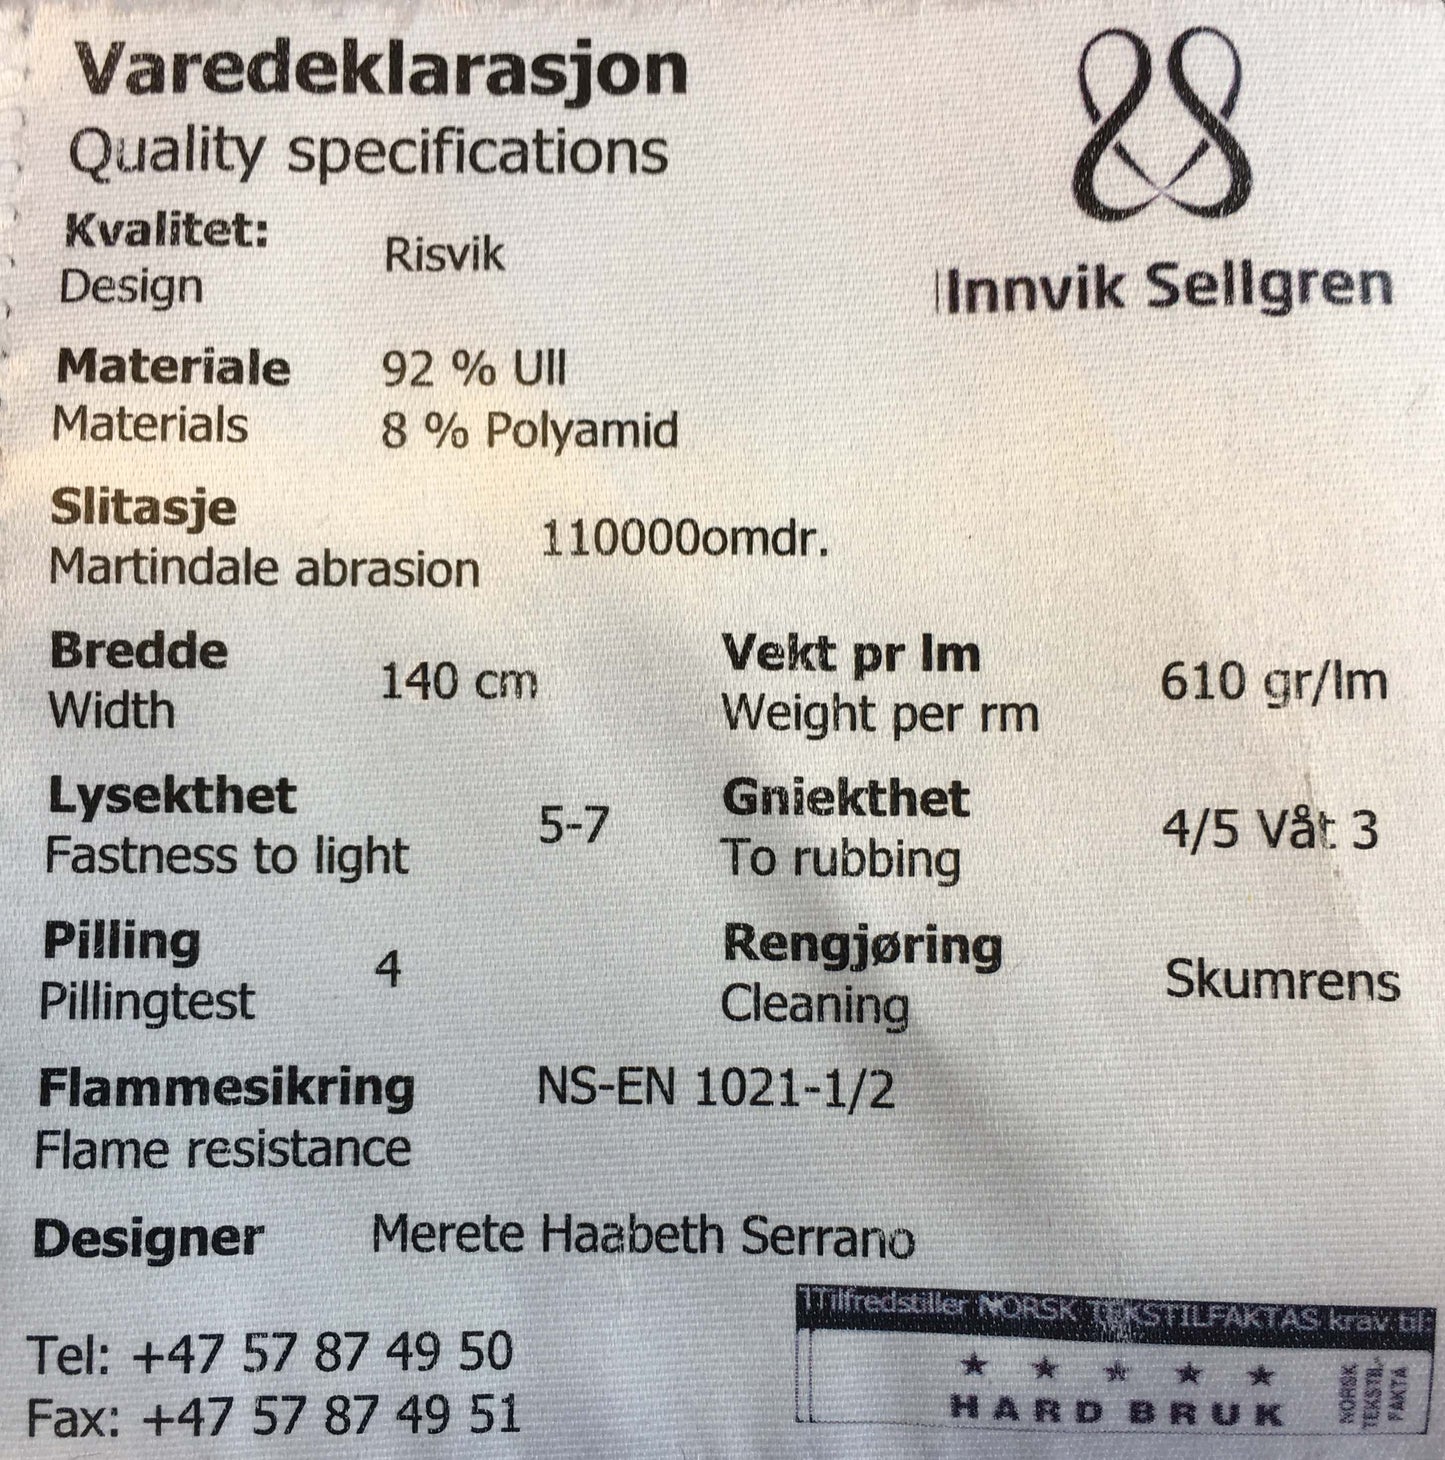 Varedeklarasjon
Quality specifications
Innvik Sellgren
Kvalitet:
Design
Risvik
Materiale
Materials
92 % Ull
8 % Polyamid
Slitasje
Martindale abrasion
110000omdr.
Bredde
Width
140 cm
Vekt pr lm
Weight per rm
610 gr/lm
Lysekthet
Fastness to light
5-7
Gniekthet
To rubbing
4/5 Våt 3
Pilling
Pillingtest
4
Rengjøring
Cleaning
Skumrens
Flammesikring
Flame resistance
NS-EN 1021-1/2
Designer
Merete Haabeth Serrano
Tel: +47 57 87 49 50
Fax: +47 57 87 49 51
Tilfredstiller NORSK TEKSTILFAKTAS krav til:
HARD BRUK
NORSK
TEKSTIL-
FAKTA